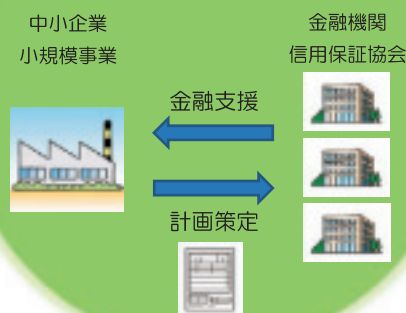 中小企業
小規模事業
金融機関
信用保証協会
金融支援
計画策定